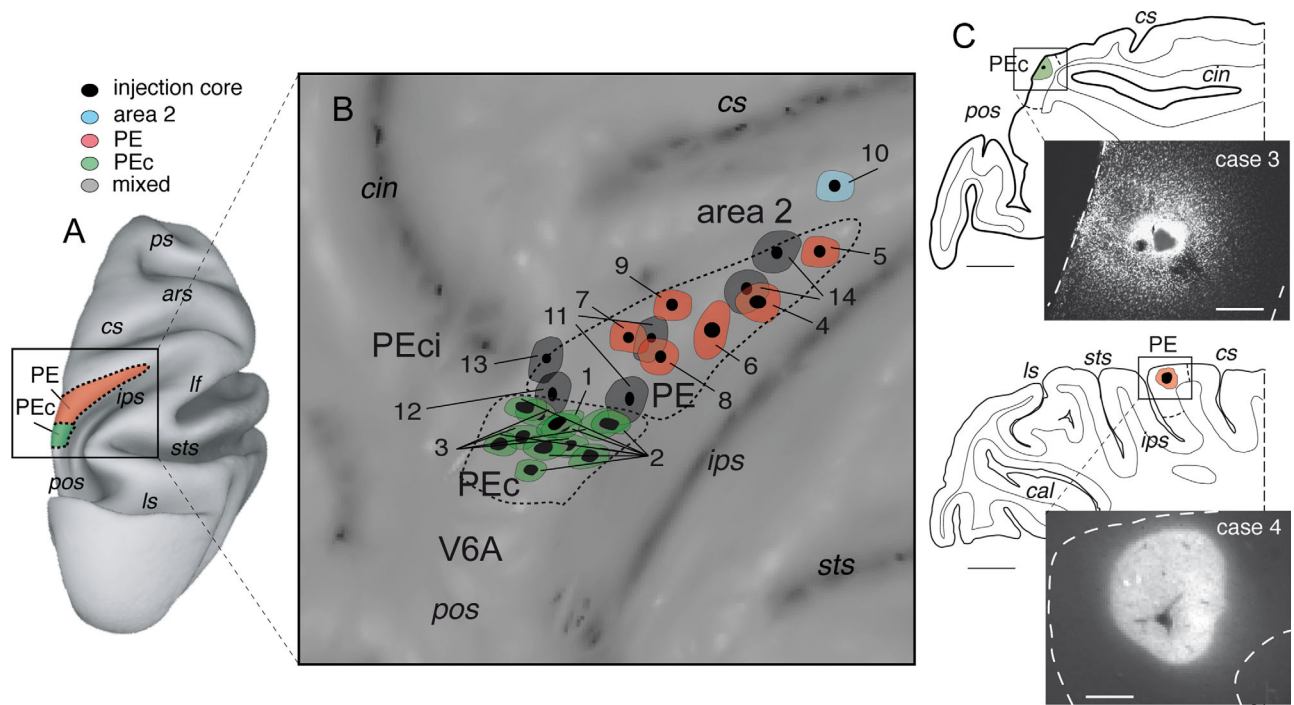 injection core
area 2
PE
PEc
mixed
A
ps
ars
cs
PE
PEc
lf
ips
sts
pos
ls
B
cs
cin
10
area 2
5
9
7
11
14
4
PEci
13
6
1
12
PE
8
3
2
ips
PEc
V6A
sts
pos
C
cs
PEc
cin
pos
case 3
PE
sts
cs
ls
ips
cal
case 4